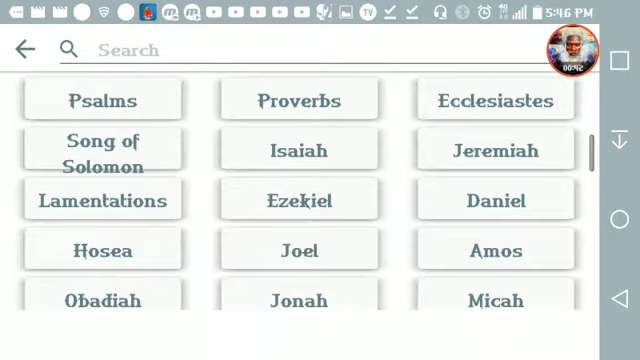 4G
5:46 PM
Search
00:42
Psalms
Proverbs
Ecclesiastes
Song of
Solomon
Isaiah
Jeremiah
Lamentations
Ezekiel
Daniel
Hosea
Joel
Amos
Obadiah
Jonah
Micah